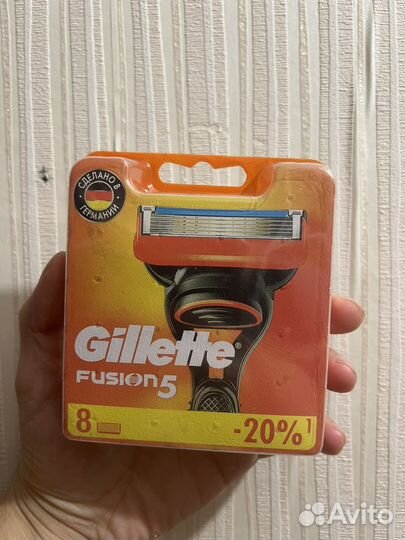 СДЕЛАНО В
ГЕРМАНИИ
Gillette®
FUSION5
8
-20%¹
Avito